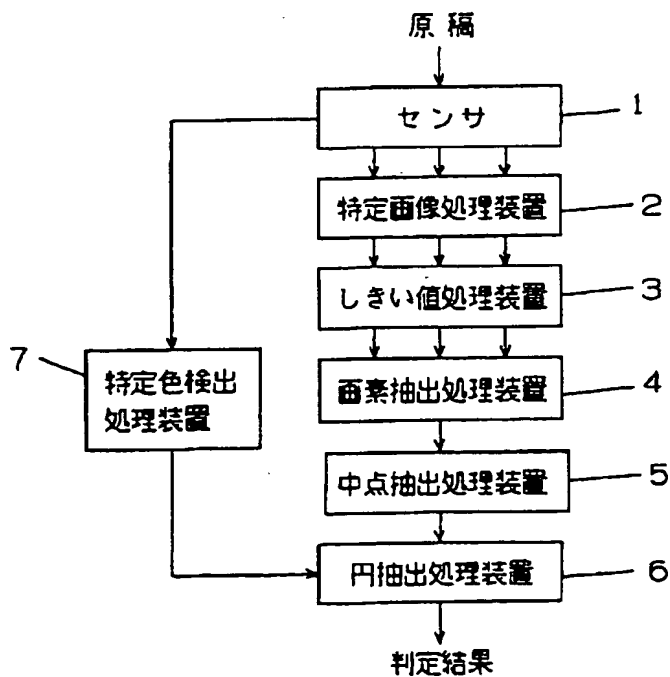 原稿
センサ
1
特定画像処理装置
2
しきい値処理装置
3
7
特定色検出
処理装置
画素抽出処理装置
4
中点抽出処理装置
5
円抽出処理装置
6
判定結果